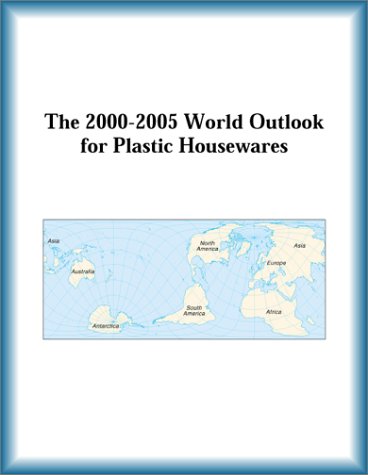 The 2000-2005 World Outlook
for Plastic Housewares
Asia
Australia
Antarctica
North
America
South
America
Europe
Asia
Africa